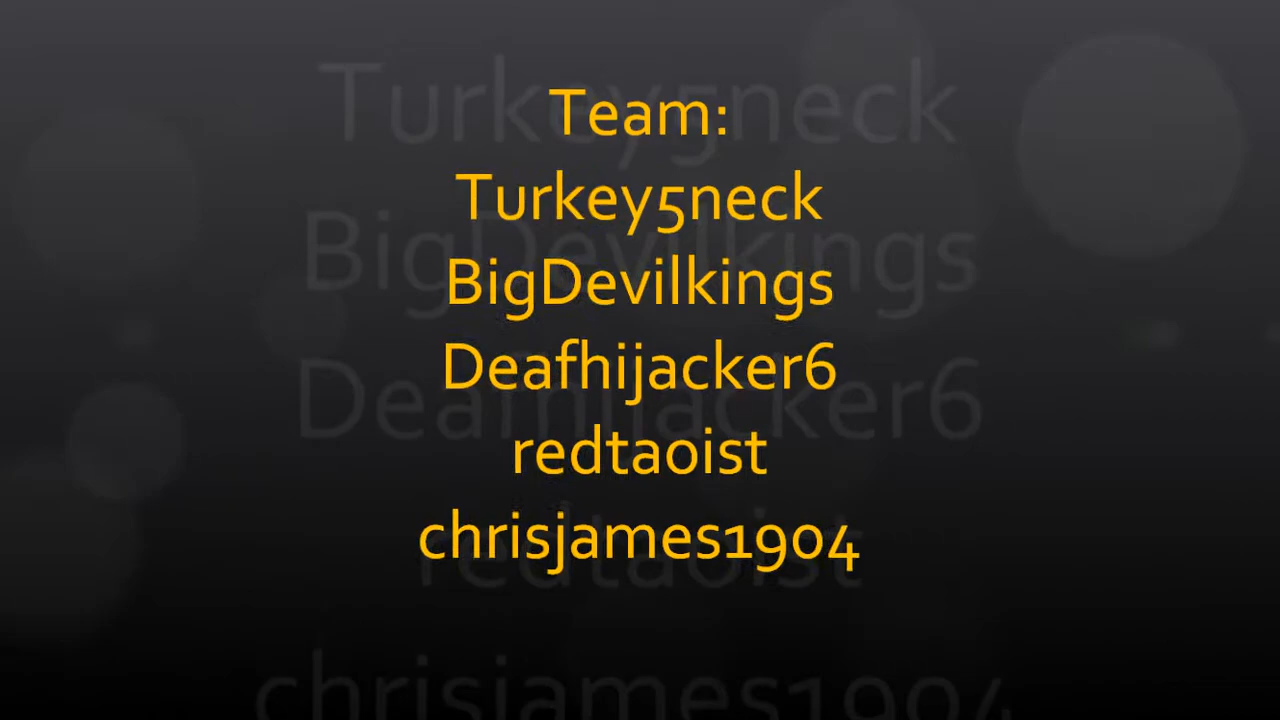 Team:
Turkey5neck
BigDevilkings
Deafhijacker6
redtaoist
chrisjames1904